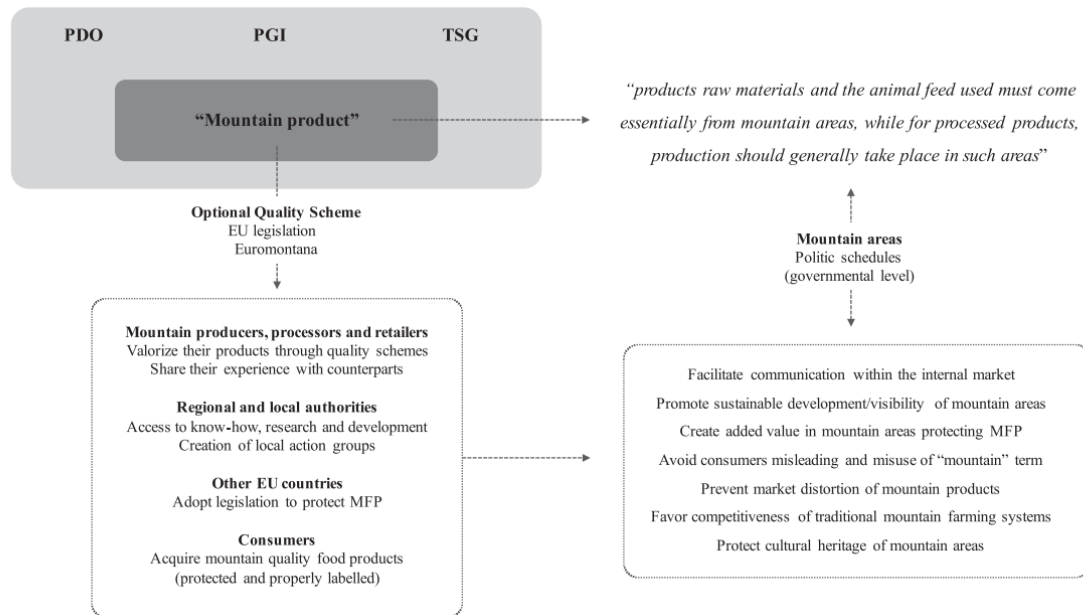 PDO PGI TSG
“Mountain product”
“products raw materials and the animal feed used must come
essentially from mountain areas, while for processed products,
production should generally take place in such areas”
Optional Quality Scheme
EU legislation
Euromontana
Mountain areas
Politic schedules
(governmental level)
Mountain producers, processors and retailers
Valorize their products through quality schemes
Share their experience with counterparts
Regional and local authorities
Access to know-how, research and development
Creation of local action groups
Other EU countries
Adopt legislation to protect MFP
Consumers
Acquire mountain quality food products
(protected and properly labelled)
Facilitate communication within the internal market
Promote sustainable development/visibility of mountain areas
Create added value in mountain areas protecting MFP
Avoid consumers misleading and misuse of “mountain” term
Prevent market distortion of mountain products
Favor competitiveness of traditional mountain farming systems
Protect cultural heritage of mountain areas